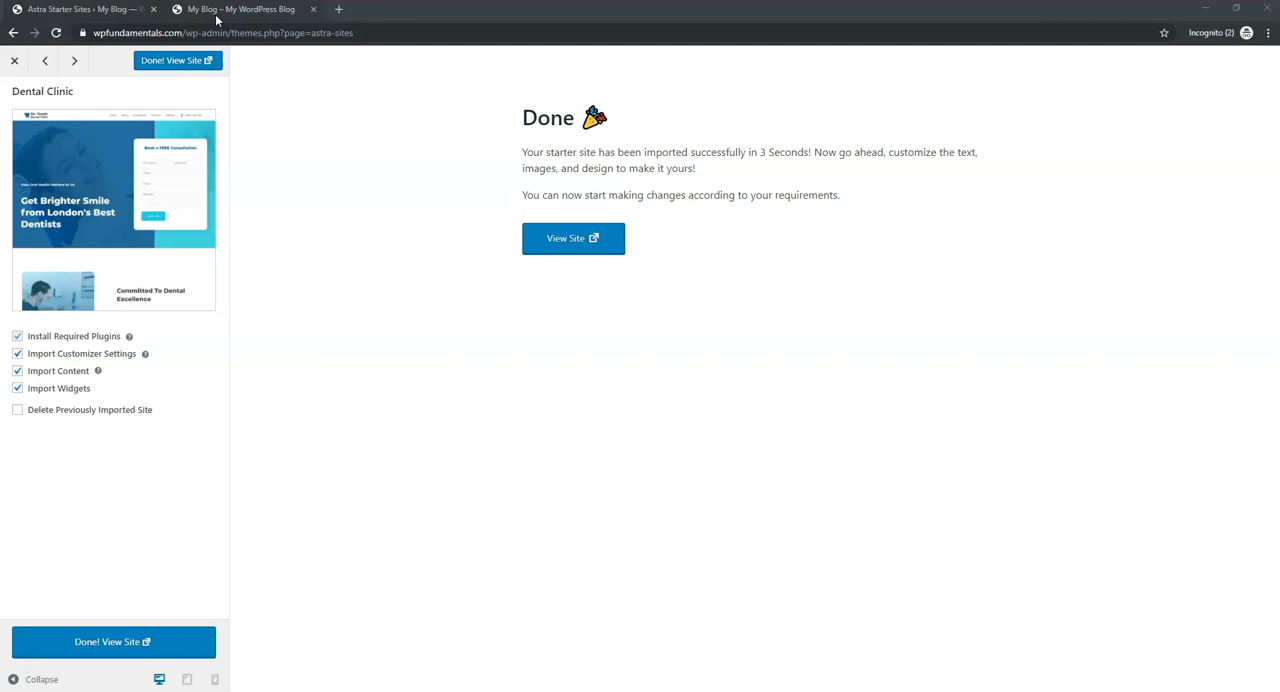 Astra Starter Sites ‹ My Blog — W
My Blog – My WordPress Blog
wpfundamentals.com/wp-admin/themes.php?page=astra-sites
Incognito (2)
Done! View Site
Dental Clinic
Book a FREE Consultation
Get Brighter Smile
from London's Best
Dentists
Committed To Dental
Excellence
Install Required Plugins
Import Customizer Settings
Import Content
Import Widgets
Delete Previously Imported Site
Done! View Site
Collapse
Done
Your starter site has been imported successfully in 3 Seconds! Now go ahead, customize the text,
images, and design to make it yours!
You can now start making changes according to your requirements.
View Site